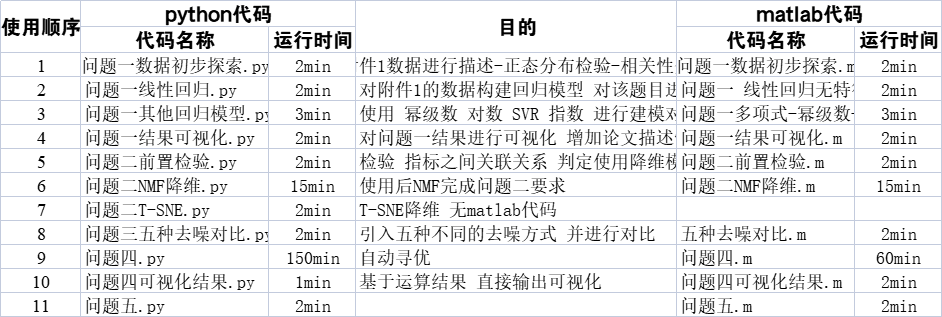 使用顺序 python代码 目的 matlab代码
代码名称 运行时间 代码名称 运行时间
1 问题一数据初步探索.py 2min 件1数据进行描述-正态分布检验-相关性 问题一数据初步探索.m 2min
2 问题一线性回归.py 2min 对附件1的数据构建回归模型 对该题目进 问题一 线性回归无特 2min
3 问题一其他回归模型.py 3min 使用 幂级数 对数 SVR 指数 进行建模对 问题一多项式-幂级数- 3min
4 问题一结果可视化.py 2min 对问题一结果进行可视化 增加论文描述 问题一结果可视化.m 2min
5 问题二前置检验.py 2min 检验 指标之间关联关系 判定使用降维模 问题二前置检验.m 2min
6 问题二NMF降维.py 15min 使用后NMF完成问题二要求 问题二NMF降维.m 15min
7 问题二T-SNE.py 2min T-SNE降维 无matlab代码
8 问题三五种去噪对比.py 2min 引入五种不同的去噪方式 并进行对比 五种去噪对比.m 2min
9 问题四.py 150min 自动寻优 问题四.m 60min
10 问题四可视化结果.py 1min 基于运算结果 直接输出可视化 问题四可视化结果.m 2min
11 问题五.py 2min 问题五.m 2min